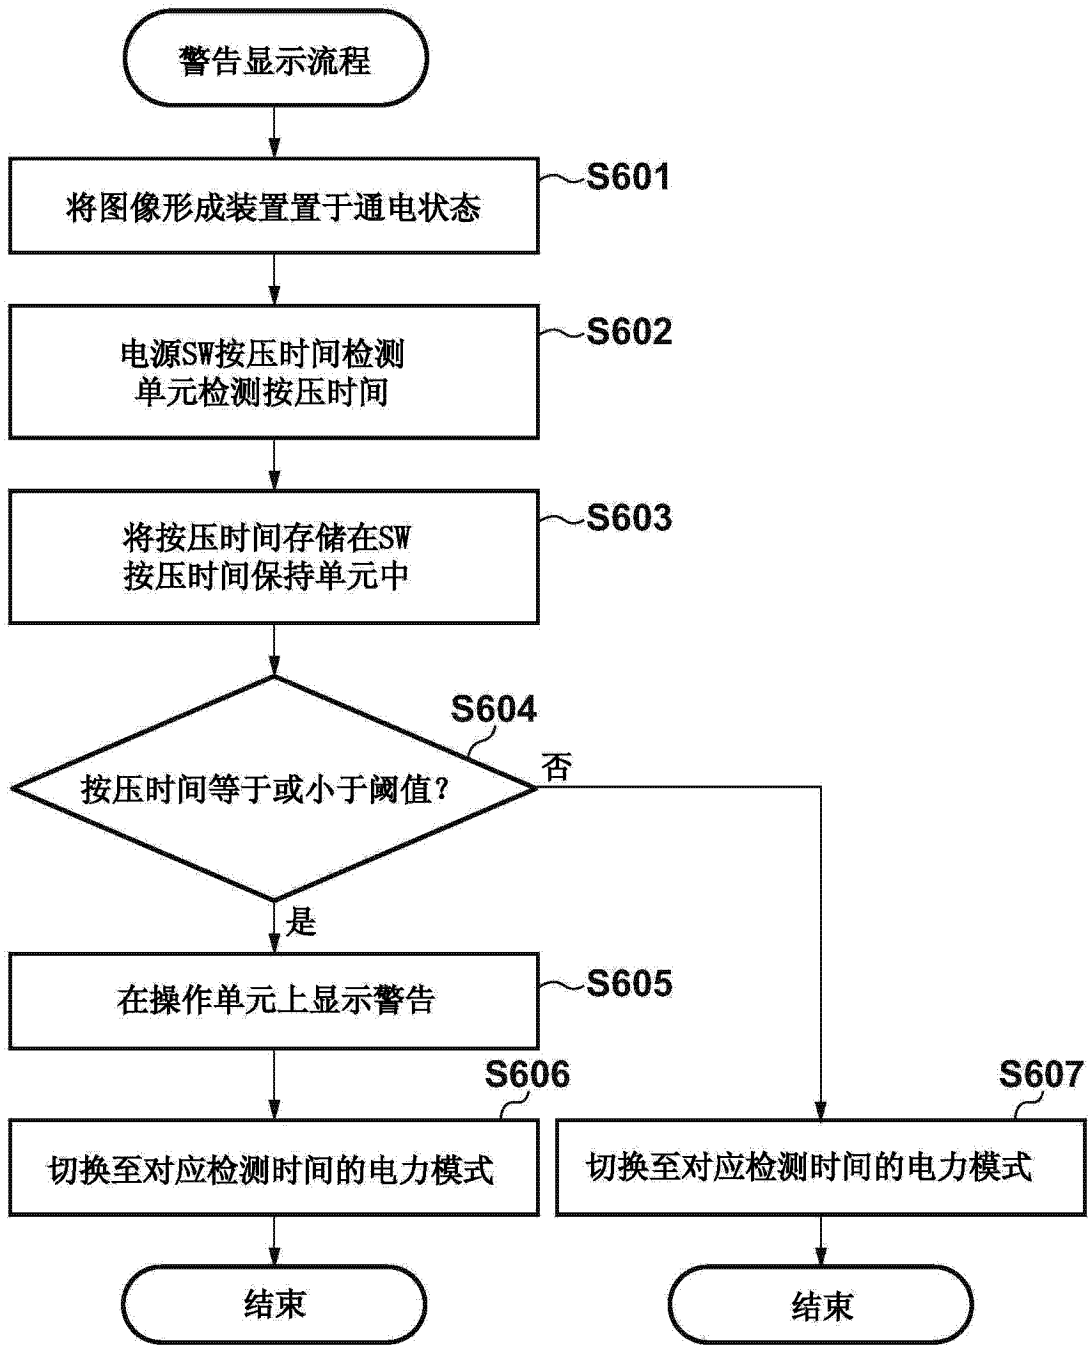 警告显示流程
S601
将图像形成装置置于通电状态
S602
电源SW按压时间检测
单元检测按压时间
S603
将按压时间存储在SW
按压时间保持单元中
S604
按压时间等于或小于阈值？
否
是
S605
在操作单元上显示警告
S606
切换至对应检测时间的电力模式
S607
切换至对应检测时间的电力模式
结束
结束